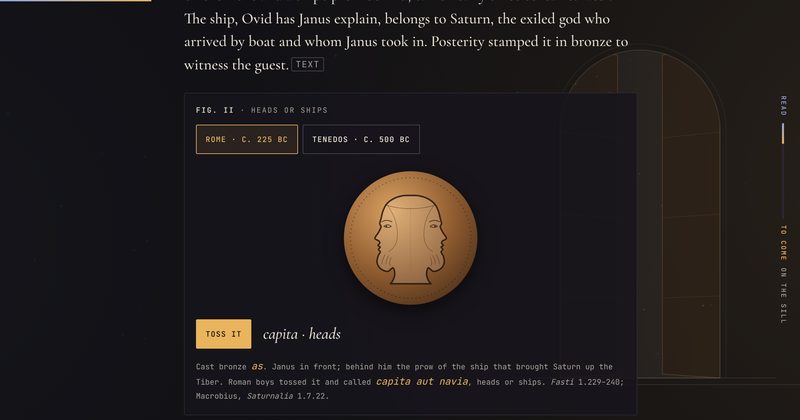 The ship, Ovid has Janus explain, belongs to Saturn, the exiled god who
arrived by boat and whom Janus took in. Posterity stamped it in bronze to
witness the guest. TEXT
FIG. II · HEADS OR SHIPS
ROME · C. 225 BC
TENEDOS · C. 500 BC
TOSS IT
capita · heads
Cast bronze as. Janus in front; behind him the prow of the ship that brought Saturn up the
Tiber. Roman boys tossed it and called capita aut navia, heads or ships. Fasti 1.229–240;
Macrobius, Saturnalia 1.7.22.
READ
TO COME ON THE SILL